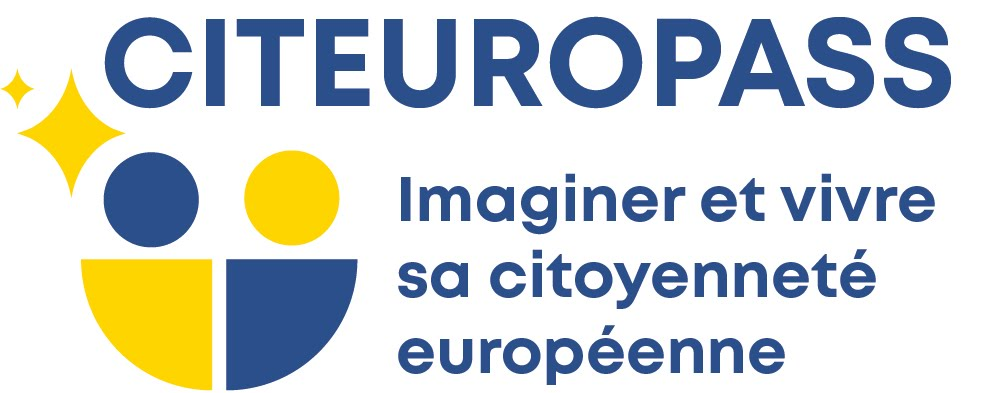 CITEUROPASS
Imaginer et vivre
sa citoyenneté
européenne